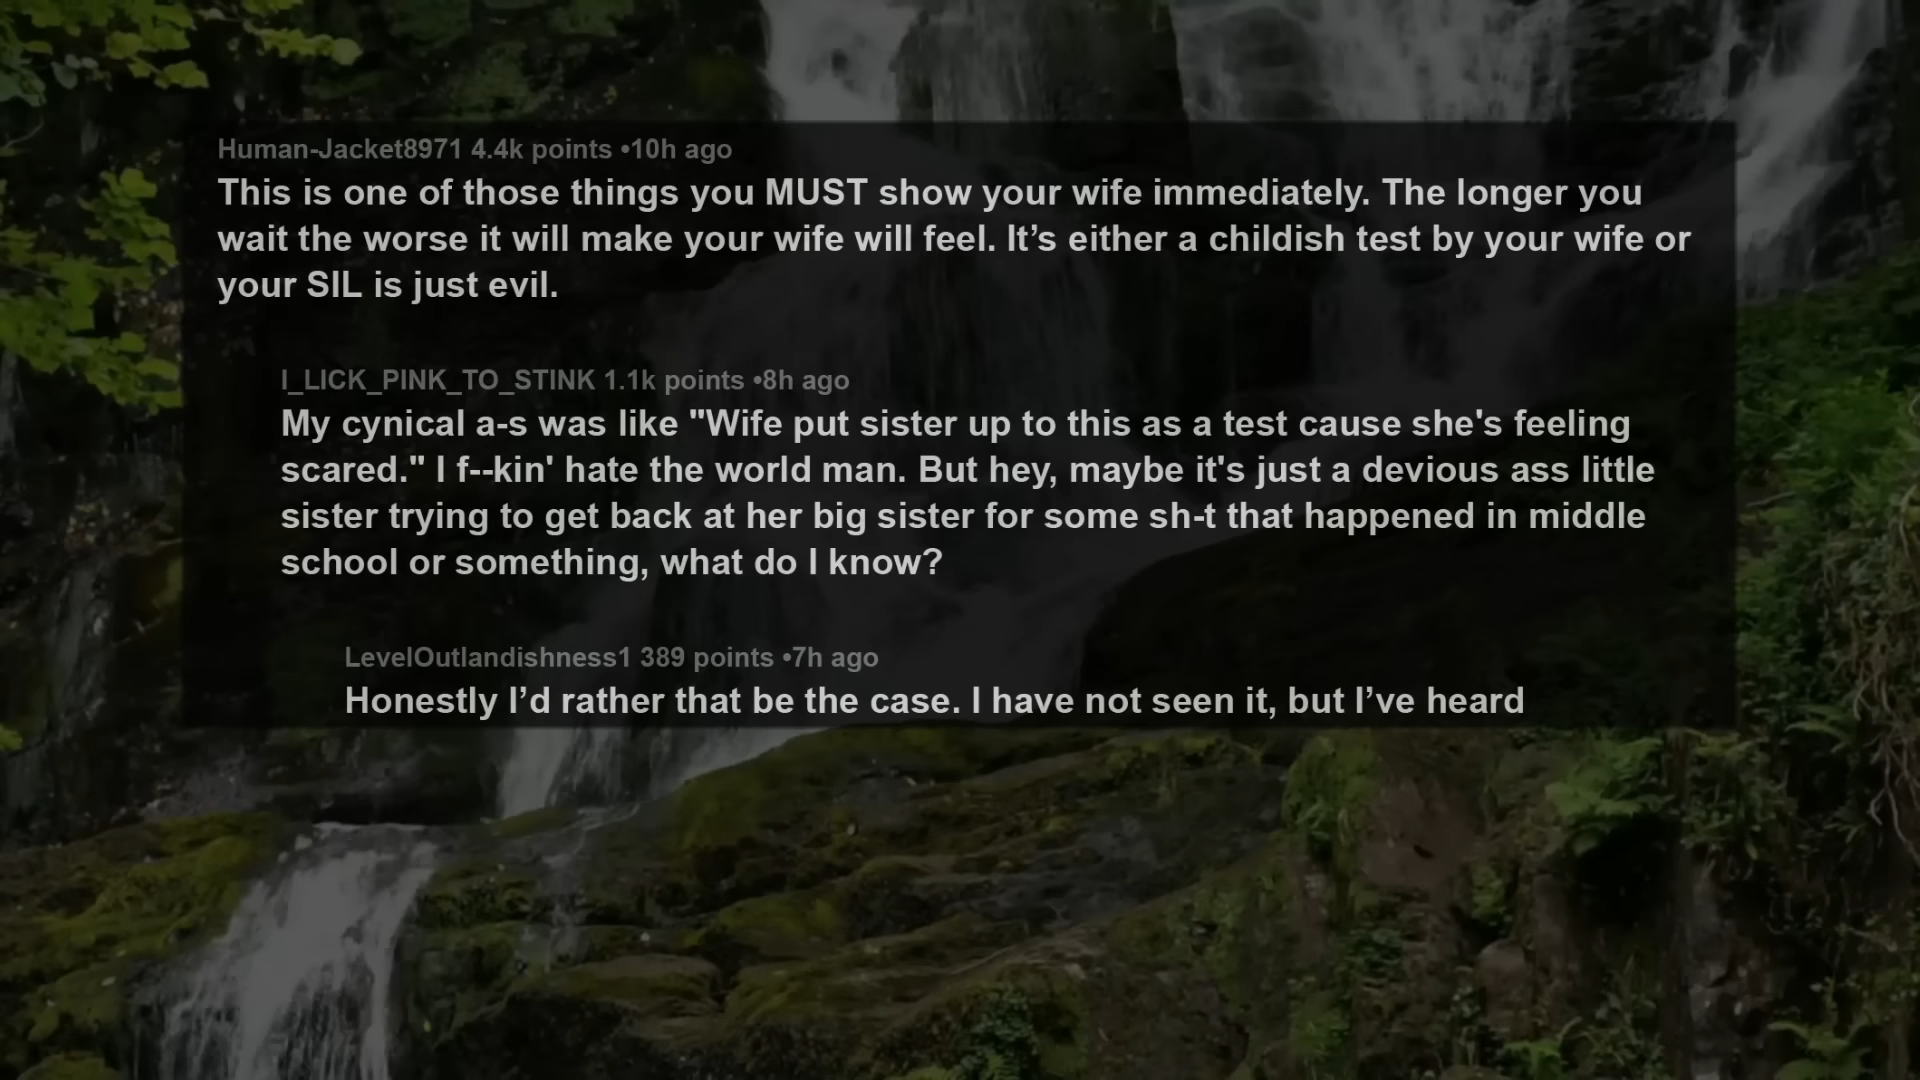 Human-Jacket8971 4.4k points •10h ago
This is one of those things you MUST show your wife immediately. The longer you
wait the worse it will make your wife will feel. It’s either a childish test by your wife or
your SIL is just evil.
I_LICK_PINK_TO_STINK 1.1k points •8h ago
My cynical a-s was like "Wife put sister up to this as a test cause she's feeling
scared." I f--kin' hate the world man. But hey, maybe it's just a devious ass little
sister trying to get back at her big sister for some sh-t that happened in middle
school or something, what do I know?
LevelOutlandishness1 389 points •7h ago
Honestly I’d rather that be the case. I have not seen it, but I’ve heard